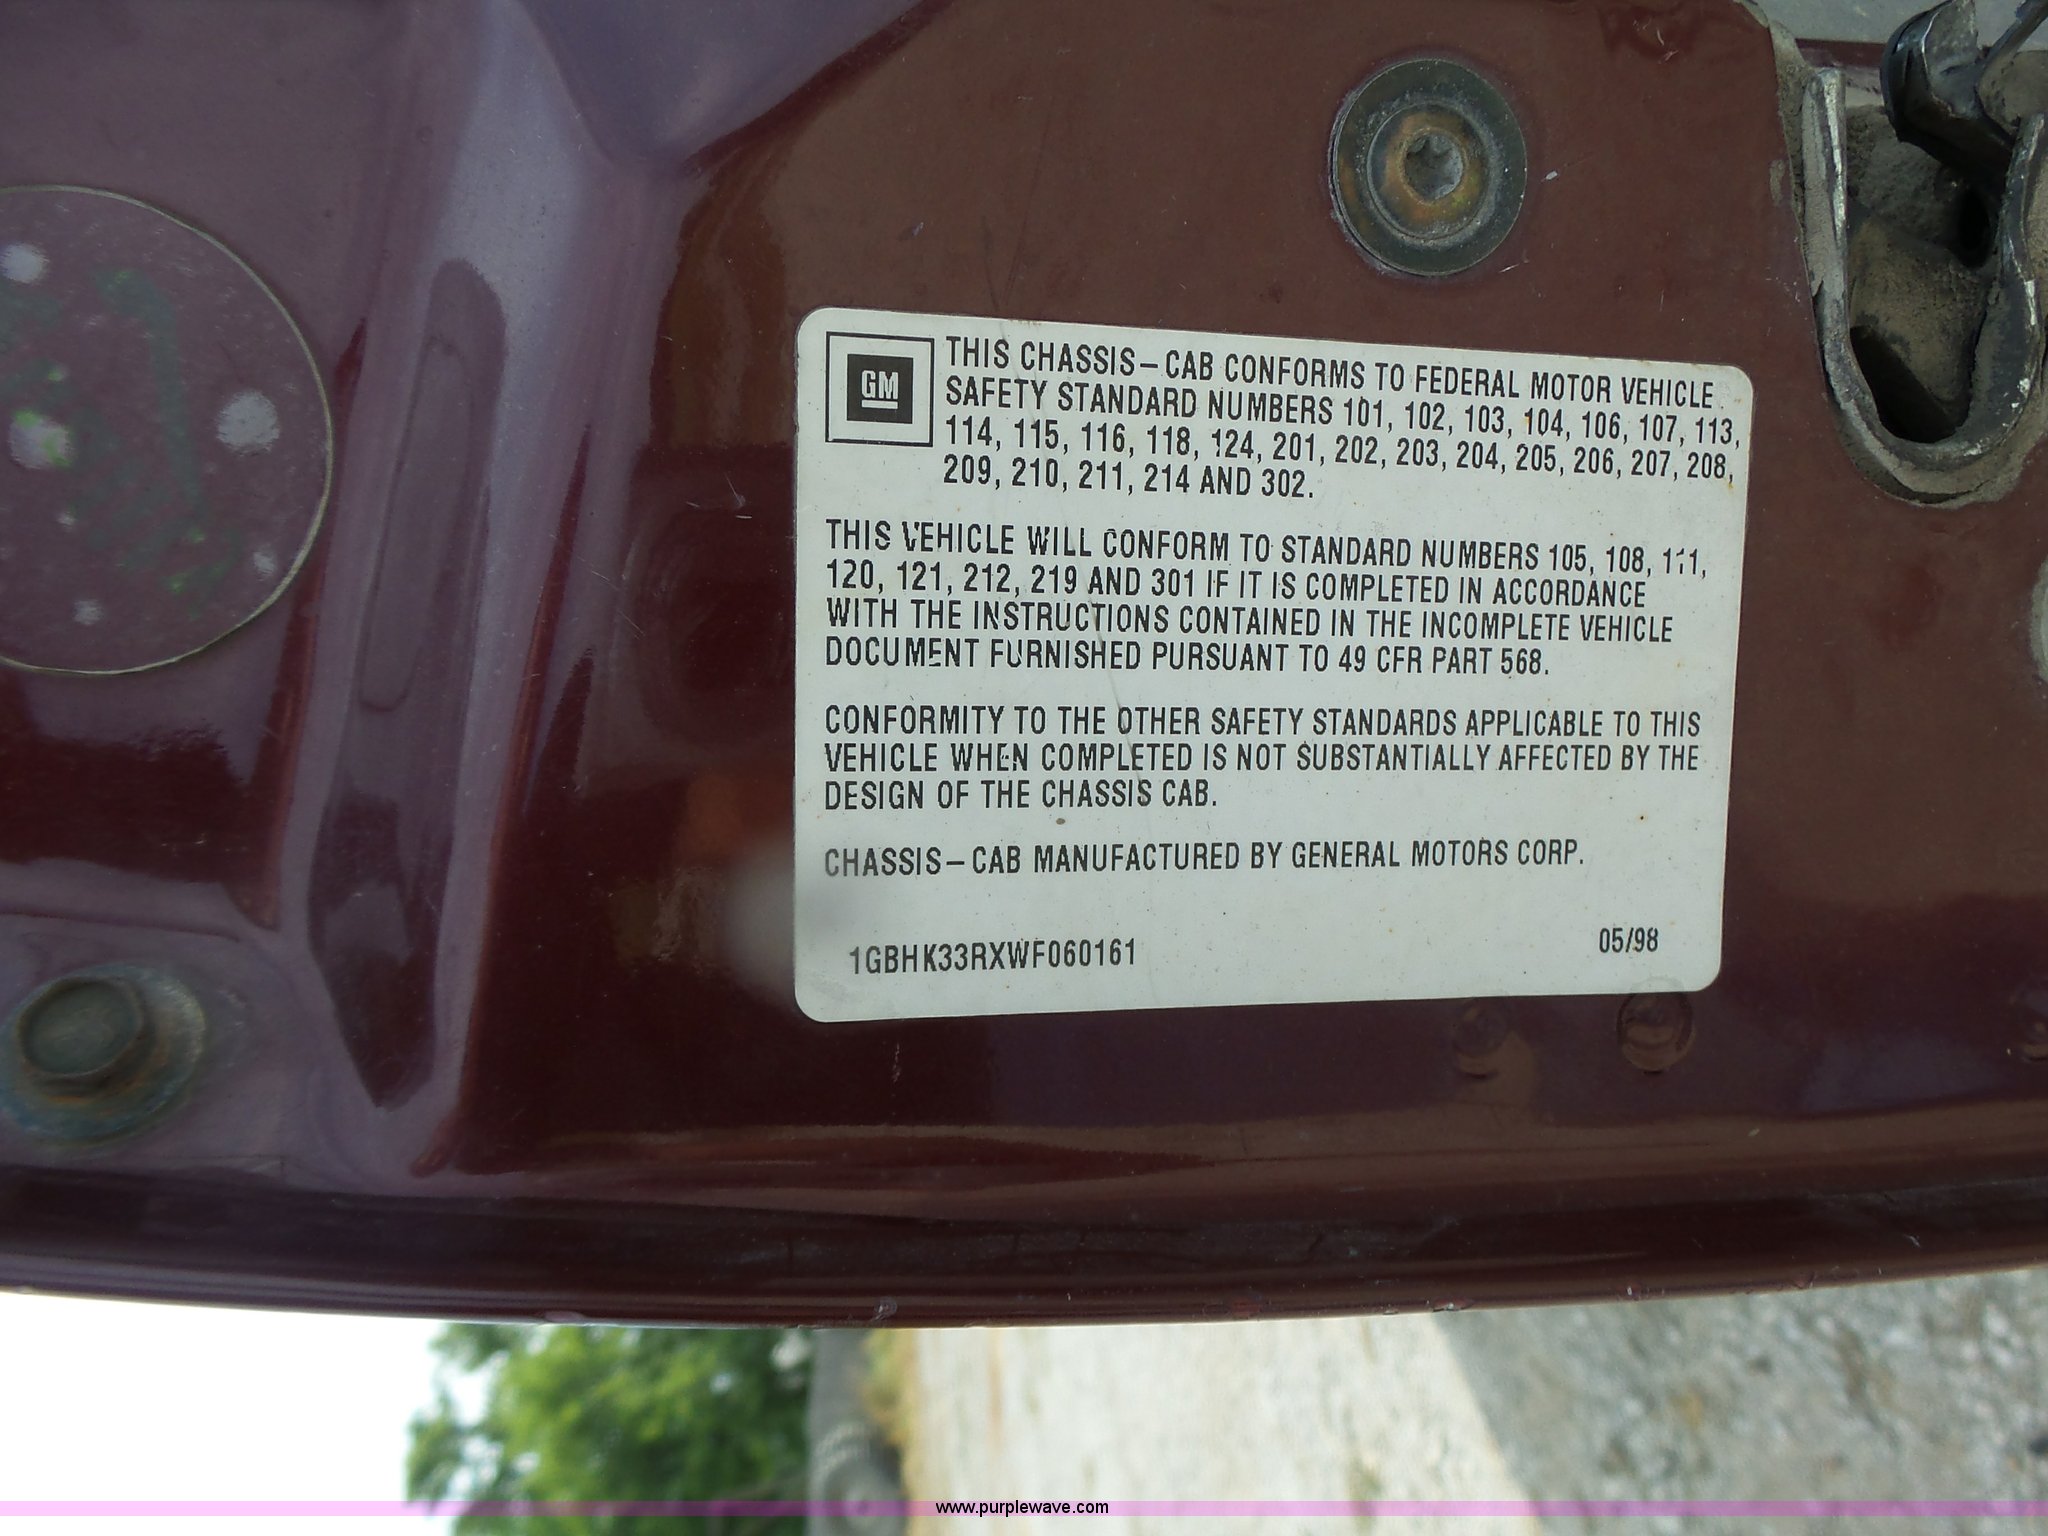 GM
THIS CHASSIS-CAB CONFORMS TO FEDERAL MOTOR VEHICLE
SAFETY STANDARD NUMBERS 101, 102, 103, 104, 106, 107, 113,
114, 115, 116, 118, 124, 201, 202, 203, 204, 205, 206, 207, 208,
209, 210, 211, 214 AND 302.
THIS VEHICLE WILL CONFORM TO STANDARD NUMBERS 105, 108, 111,
120, 121, 212, 219 AND 301 IF IT IS COMPLETED IN ACCORDANCE
WITH THE INSTRUCTIONS CONTAINED IN THE INCOMPLETE VEHICLE
DOCUMENT FURNISHED PURSUANT TO 49 CFR PART 568.
CONFORMITY TO THE OTHER SAFETY STANDARDS APPLICABLE TO THIS
VEHICLE WHEN COMPLETED IS NOT SUBSTANTIALLY AFFECTED BY THE
DESIGN OF THE CHASSIS CAB.
CHASSIS-CAB MANUFACTURED BY GENERAL MOTORS CORP.
1GBHK33RXWF060161 05/98
www.purplewave.com